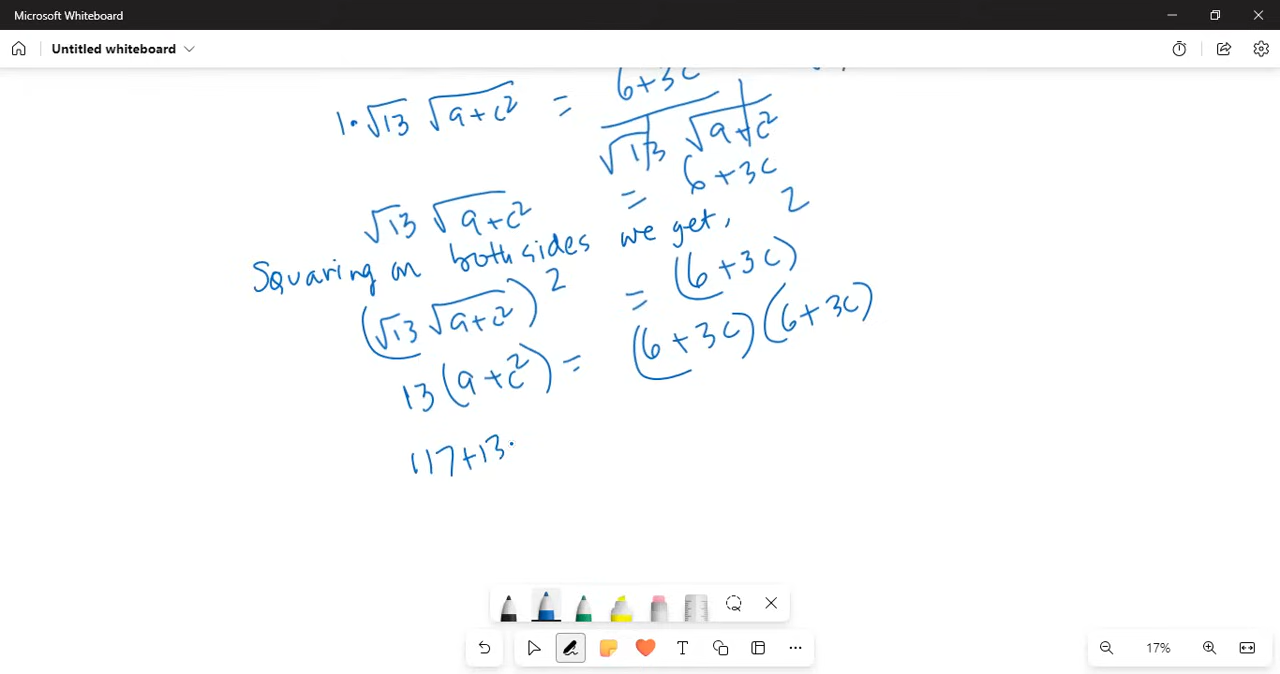 Microsoft Whiteboard
Untitled whiteboard
1·√13 √9+c² = 6+3c / √13 √9+c²
√13 √9+c² = 6+3c
Squaring on both sides we get,
(√13 √9+c²)² = (6+3c)²
13(9+c²) = (6+3c)(6+3c)
117+13·
17%